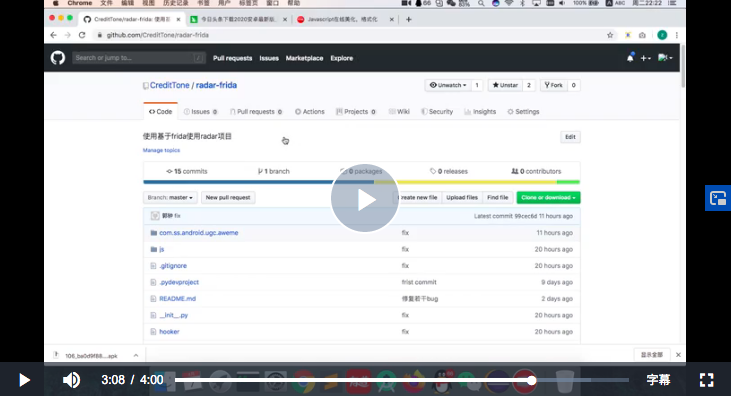 Chrome 文件 编辑 视图 历史记录 书签 用户 标签页 窗口 帮助 66 100% ABC 周二22:22
CreditTone/radar-frida: 使用基
今日头条下载2020安卓最新版
Javascript在线美化、格式化
github.com/CreditTone/radar-frida
Search or jump to... Pull requests Issues Marketplace Explore
CreditTone / radar-frida Unwatch 1 Unstar 2 Fork 0
Code Issues 0 Pull requests 0 Actions Projects 0 Wiki Security Insights Settings
使用基于frida使用radar项目 Edit
Manage topics
15 commits 1 branch 0 packages 0 releases 0 contributors
Branch: master New pull request Create new file Upload files Find file Clone or download
fix Latest commit 99cec6d 11 hours ago
com.ss.android.ugc.aweme fix 11 hours ago
js fix 20 hours ago
.gitignore fix 20 hours ago
.pydevproject frist commit 9 days ago
README.md 修复若干bug 2 days ago
__init__.py fix 20 hours ago
hooker fix 20 hours ago
显示全部
3:08 / 4:00 字幕